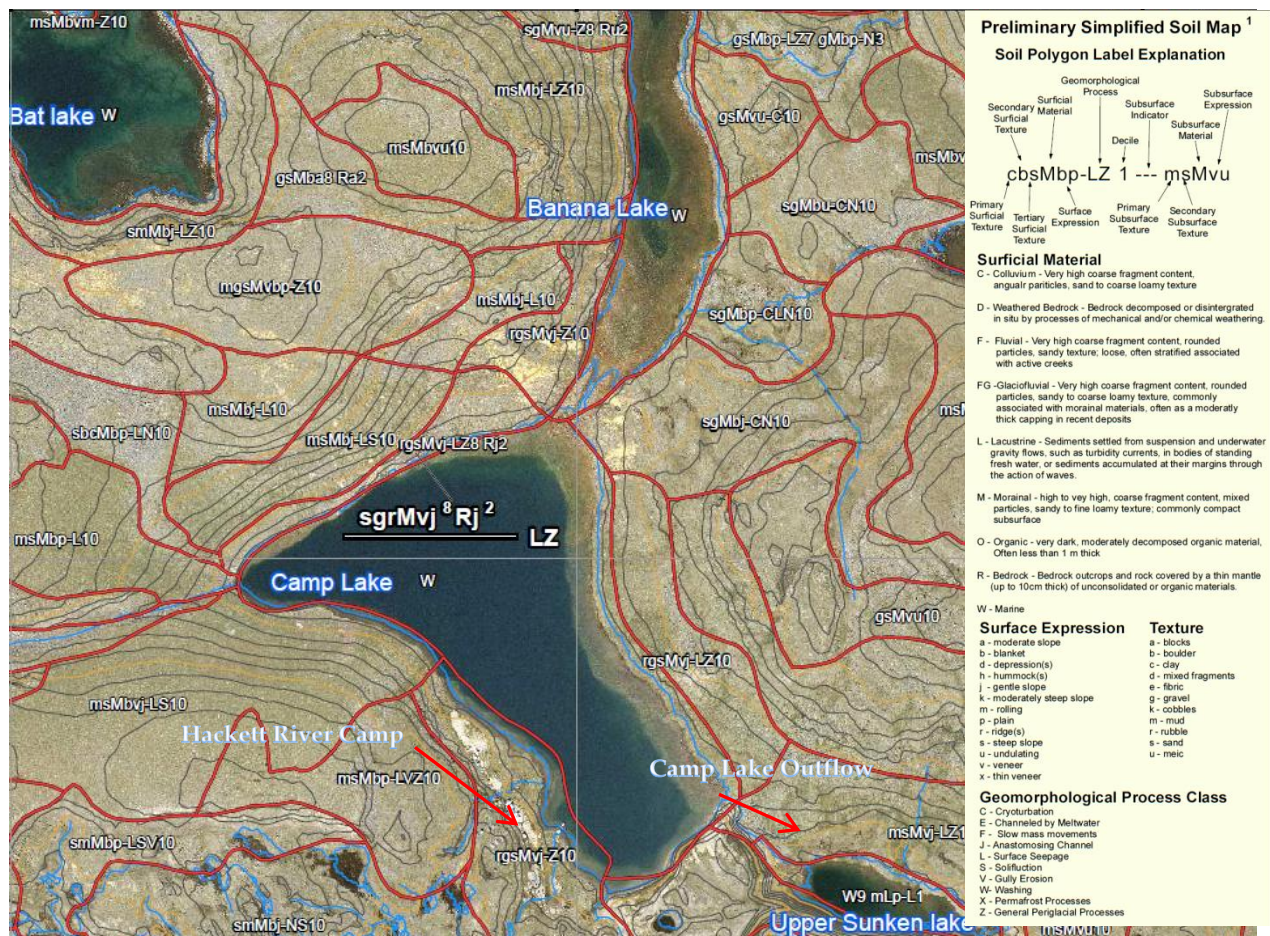 msMbvm-Z10
sgMvu-Z8 Ru2
gsMbp-LZ7 gMbp-N3
msMbj-LZ10
Bat lake W
gsMvu-C10
msMbvu10
gsMba8 Ra2
Banana Lake W
sgMbu-CN10
smMbj-LZ10
mgsMvbp-Z10
msMbj-L10
sgMbp-CLN10
rgsMvj-Z10
msMbj-L10
sgMbj-CN10
sbcMbp-LN10
msMbj-LS10
rgsMvj-LZ8 Rj2
sgrMvj 8 Rj 2
LZ
msMbp-L10
Camp Lake W
gsMvu10
rgsMvj-LZ10
msMbvj-LS10
Hackett River Camp
Camp Lake Outflow
msMbp-LVZ10
msMvj-LZ1
smMbp-LSV10
rgsMvj-Z10
W9 mLp-L1
smMbj-NS10
Upper Sunken lake
msMvu10
Preliminary Simplified Soil Map 1
Soil Polygon Label Explanation
Geomorphological
Process
Secondary
Surficial
Texture
Surficial
Material
Subsurface
Indicator
Subsurface
Expression
Subsurface
Material
Decile
cbsMbp-LZ 1 --- msMvu
Primary
Surficial
Texture
Tertiary
Surficial
Texture
Surface
Expression
Primary
Subsurface
Texture
Secondary
Subsurface
Texture
Surficial Material
C - Colluvium - Very high coarse fragment content,
angualr pariticles, sand to coarse loamy texture
D - Weathered Bedrock - Bedrock decomposed or disintergrated
in situ by processes of mechanical and/or chemical weathering.
F - Fluvial - Very high coarse fragment content, rounded
particles, sandy texture; loose, often stratified associated
with active creeks
FG -Glaciofluvial - Very high coarse fragment content, rounded
particles, sandy to coarse loamy texture, commonly
associated with morainal materials, often as a moderatly
thick capping in recent deposits
L - Lacustrine - Sediments settled from suspension and underwater
gravity flows, such as turbidity currents, in bodies of standing
fresh water, or sediments accumulated at their margins through
the action of waves.
M - Morainal - high to vey high, coarse fragment content, mixed
particles, sandy to fine loamy texture; commonly compact
subsurface
O - Organic - very dark, moderately decomposed organic material,
Often less than 1 m thick
R - Bedrock - Bedrock outcrops and rock covered by a thin mantle
(up to 10cm thick) of unconsolidated or organic materials.
W - Marine
Surface Expression
a - moderate slope
b - blanket
d - depression(s)
h - hummock(s)
j - gentle slope
k - moderately steep slope
m - rolling
p - plain
r - ridge(s)
s - steep slope
u - undulating
v - veneer
x - thin veneer
Texture
a - blocks
b - boulder
c - clay
d - mixed fragments
e - fibric
g - gravel
k - cobbles
m - mud
r - rubble
s - sand
u - meic
Geomorphological Process Class
C - Cryoturbation
E - Channeled by Meltwater
F - Slow mass movements
J - Anastomosing Channel
L - Surface Seepage
S - Solifluction
V - Gully Erosion
W- Washing
X - Permafrost Processes
Z - General Periglacial Processes